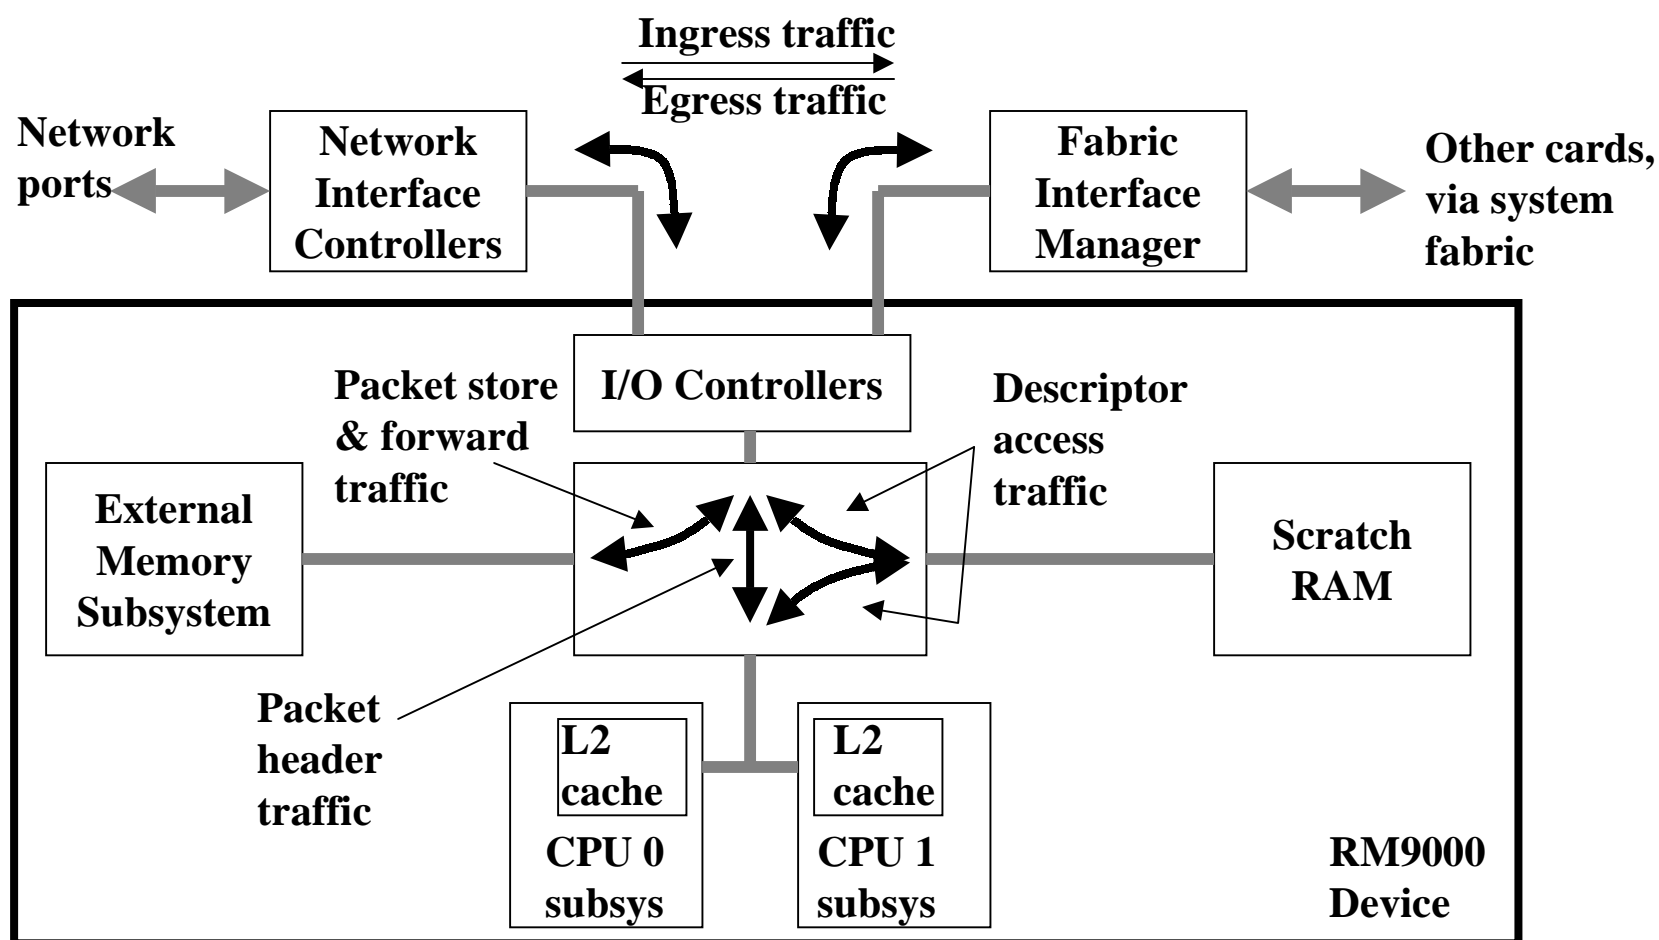 Ingress traffic
Egress traffic
Network
ports
Network
Interface
Controllers
Fabric
Interface
Manager
Other cards,
via system
fabric
Packet store
& forward
traffic
I/O Controllers
Descriptor
access
traffic
External
Memory
Subsystem
Scratch
RAM
Packet
header
traffic
L2
cache
CPU 0
subsys
L2
cache
CPU 1
subsys
RM9000
Device